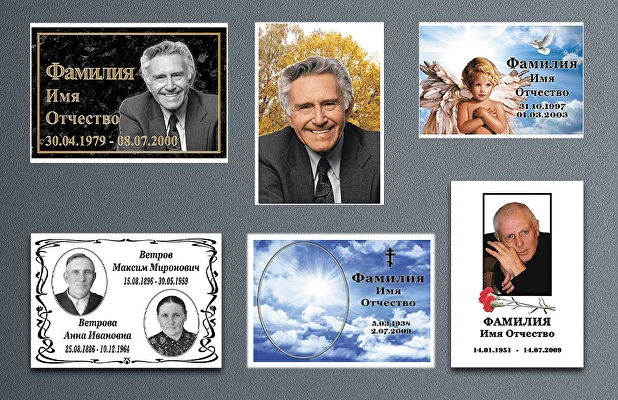 Фамилия
Имя
Отчество
30.04.1979 - 08.07.2000
Фамилия
Имя
Отчество
31.10.1997
01.03.2003
Ветров
Максим Миронович
15.08.1896 - 30.05.1959
Ветрова
Анна Ивановна
25.08.1886 - 10.12.1964
Фамилия
Имя
Отчество
5.03.1938
2.07.2009
ФАМИЛИЯ
Имя Отчество
14.01.1951 - 14.07.2009